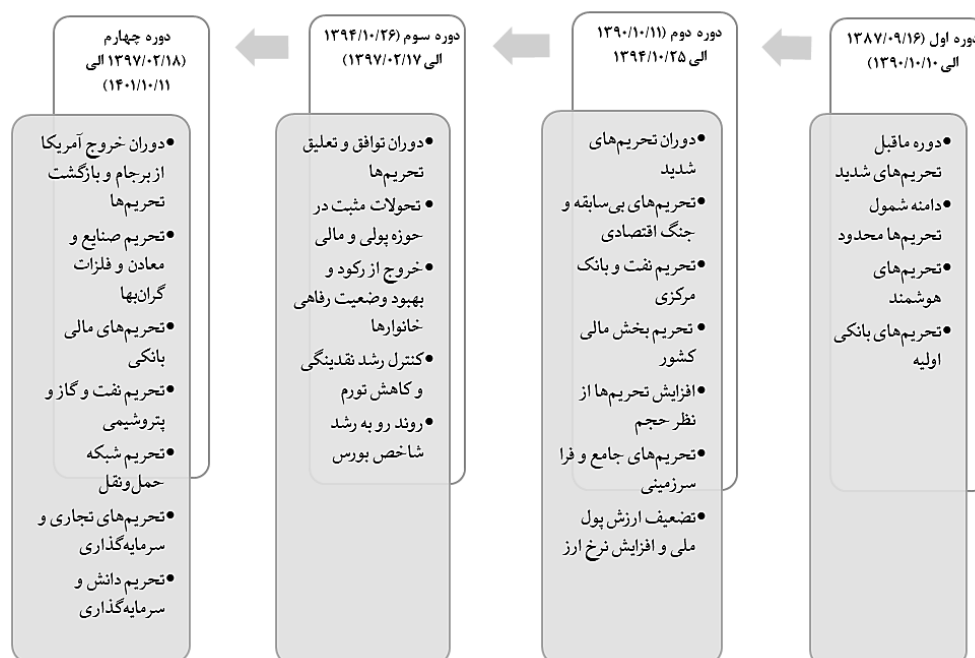 دوره اول (۱۳۸۷/۰۹/۱۶
الی ۱۳۹۰/۱۰/۱۰)
•دوره ماقبل
تحریم‌های شدید
•دامنه شمول
تحریم‌ها محدود
•تحریم‌های
هوشمند
•تحریم‌های بانکی
اولیه
دوره دوم (۱۳۹۰/۱۰/۱۱
الی ۱۳۹۴/۱۰/۲۵
•دوران تحریم‌های
شدید
•تحریم‌های بی‌سابقه و
جنگ اقتصادی
•تحریم نفت و بانک
مرکزی
• تحریم بخش مالی
کشور
•افزایش تحریم‌ها از
نظر حجم
•تحریم‌های جامع و فرا
سرزمینی
•تضعیف ارزش پول
ملی و افزایش نرخ ارز
دوره سوم (۱۳۹۴/۱۰/۲۶
الی ۱۳۹۷/۰۲/۱۷)
•دوران توافق و تعلیق
تحریم‌ها
• تحولات مثبت در
حوزه پولی و مالی
•خروج از رکود و
بهبود وضعیت رفاهی
خانوارها
•کنترل رشد نقدینگی
و کاهش تورم
•روند رو به رشد
شاخص بورس
دوره چهارم
(۱۳۹۷/۰۲/۱۸ الی
۱۴۰۱/۱۰/۱۱)
•دوران خروج آمریکا
از برجام و بازگشت
تحریم‌ها
•تحریم صنایع و
معادن و فلزات
گران‌بها
•تحریم‌های مالی
بانکی
•تحریم نفت و گاز و
پتروشیمی
•تحریم شبکه
حمل‌ونقل
•تحریم‌های تجاری و
سرمایه‌گذاری
•تحریم دانش و
سرمایه‌گذاری